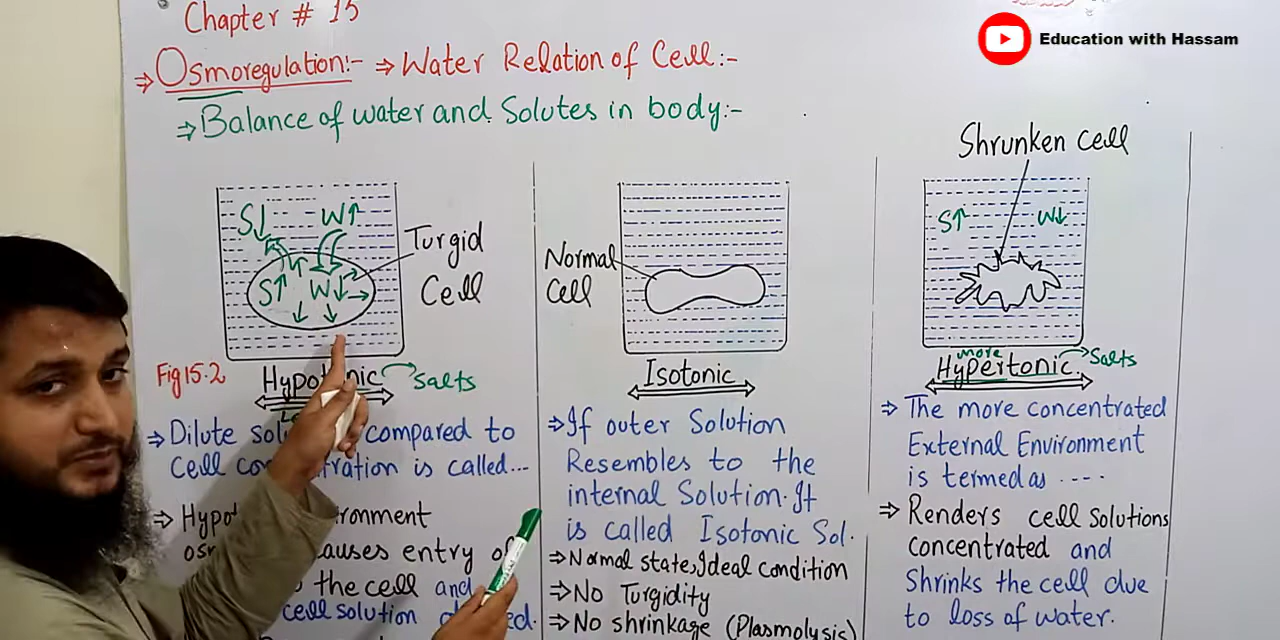 Chapter # 15
Education with Hassam
⇒ Osmoregulation:- ⇒ Water Relation of Cell:-
⇒ Balance of water and Solutes in body:-
S↓ W↑
S↑ W↓
Turgid
Cell
Fig 15.2
Salts
⇒ Dilute compared to
Cell is called...
ronment
entry of
the cell and
cell solution
Normal
Cell
Isotonic
⇒ If outer Solution
Resembles to the
internal Solution. It
is called Isotonic Sol.
⇒ Normal state, Ideal condition
⇒ No Turgidity
⇒ No shrinkage (Plasmolysis)
Shrunken Cell
S↑ W↓
more
Hypertonic
Salts
⇒ The more concentrated
External Environment
is termed as ----
⇒ Renders cell solutions
concentrated and
Shrinks the cell due
to loss of water.